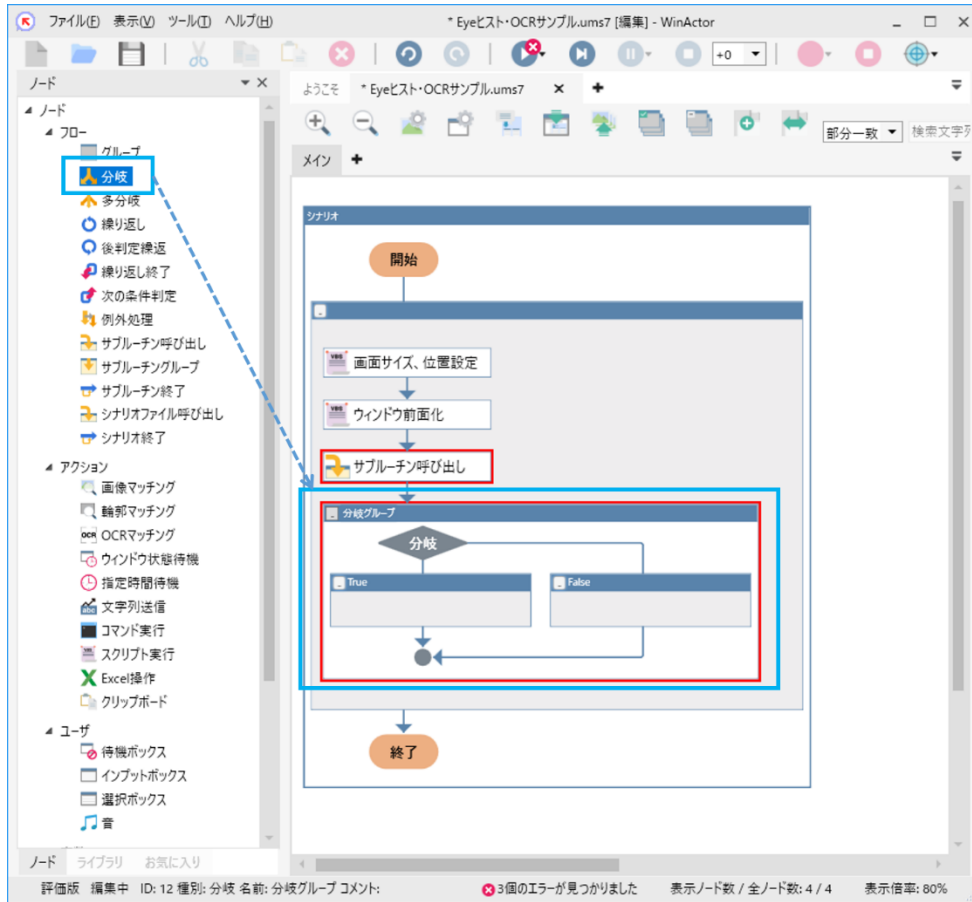 ファイル(F) 表示(V) ツール(T) ヘルプ(H)
* Eyeヒスト・OCRサンプル.ums7 [編集] - WinActor
+0
ノード
ようこそ
* Eyeヒスト・OCRサンプル.ums7
部分一致
検索文字列
メイン
ノード
フロー
グループ
分岐
多分岐
繰り返し
後判定繰返
繰り返し終了
次の条件判定
例外処理
サブルーチン呼び出し
サブルーチングループ
サブルーチン終了
シナリオファイル呼び出し
シナリオ終了
アクション
画像マッチング
輪郭マッチング
OCR OCRマッチング
ウィンドウ状態待機
指定時間待機
abc 文字列送信
コマンド実行
スクリプト実行
Excel操作
クリップボード
ユーザ
待機ボックス
インプットボックス
選択ボックス
音
ノード ライブラリ お気に入り
シナリオ
開始
VBS 画面サイズ、位置設定
VBS ウィンドウ前面化
サブルーチン呼び出し
分岐グループ
分岐
True
False
終了
評価版 編集中 ID: 12 種別: 分岐 名前: 分岐グループ コメント:
3個のエラーが見つかりました
表示ノード数 / 全ノード数: 4 / 4
表示倍率: 80%